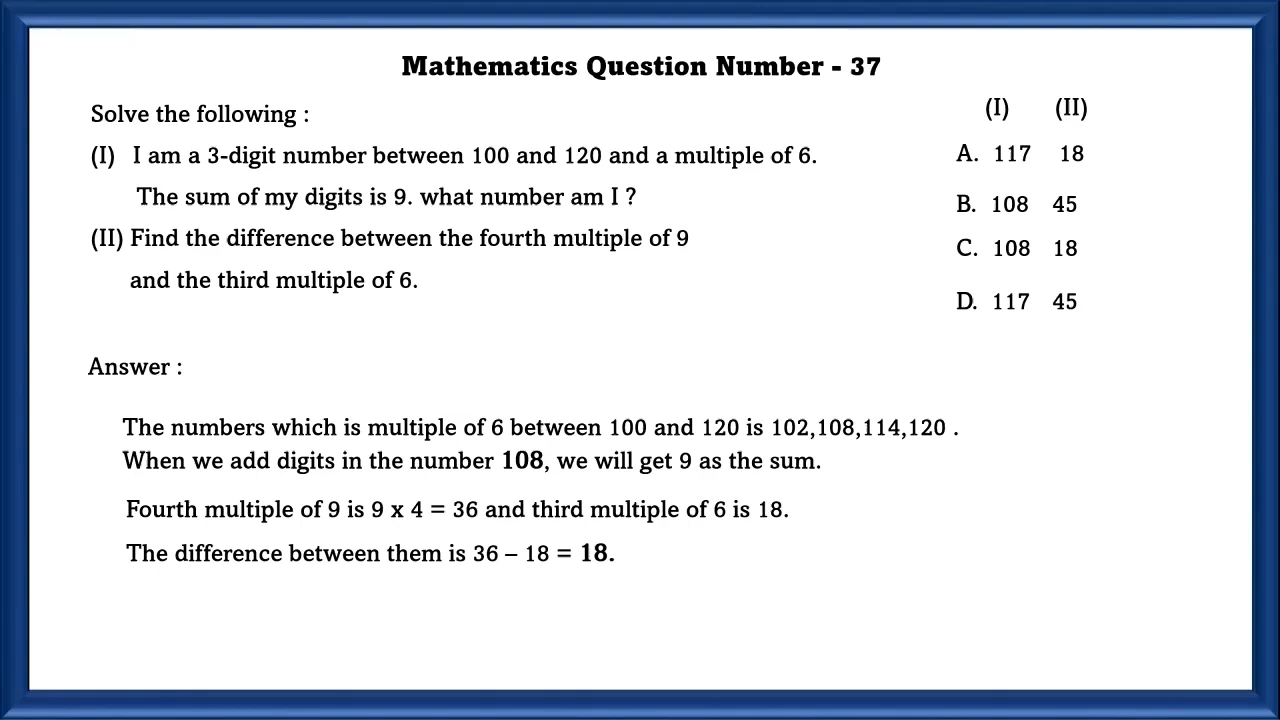 Mathematics Question Number - 37
Solve the following :
(I) I am a 3-digit number between 100 and 120 and a multiple of 6.
The sum of my digits is 9. what number am I ?
(II) Find the difference between the fourth multiple of 9
and the third multiple of 6.
(I) (II)
A. 117 18
B. 108 45
C. 108 18
D. 117 45
Answer :
The numbers which is multiple of 6 between 100 and 120 is 102,108,114,120 .
When we add digits in the number 108, we will get 9 as the sum.
Fourth multiple of 9 is 9 x 4 = 36 and third multiple of 6 is 18.
The difference between them is 36 – 18 = 18.